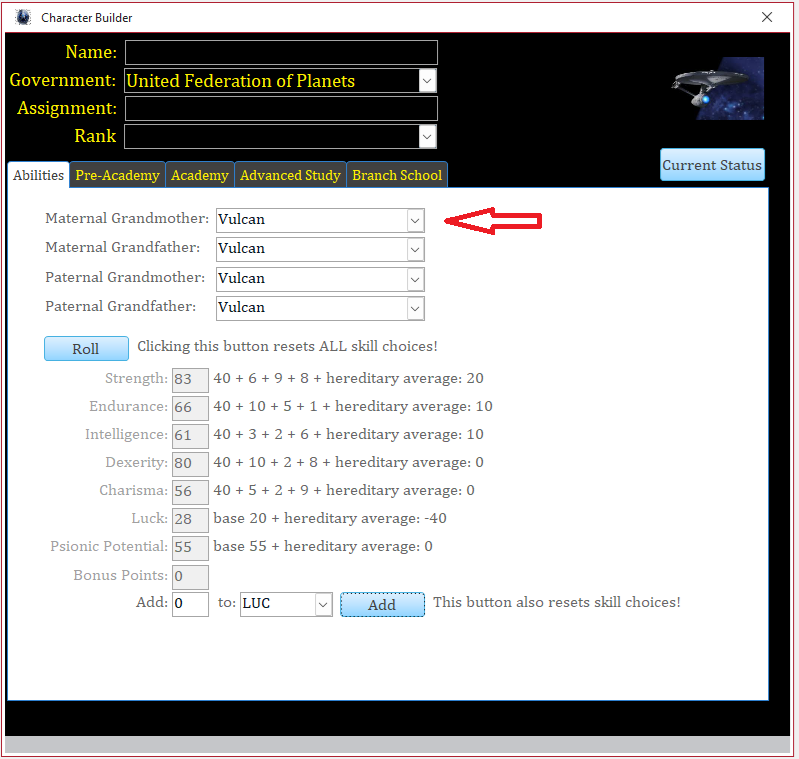 Character Builder
Name:
Government: United Federation of Planets
Assignment:
Rank
Current Status
Abilities Pre-Academy Academy Advanced Study Branch School
Maternal Grandmother: Vulcan
Maternal Grandfather: Vulcan
Paternal Grandmother: Vulcan
Paternal Grandfather: Vulcan
Roll Clicking this button resets ALL skill choices!
Strength: 83 40 + 6 + 9 + 8 + hereditary average: 20
Endurance: 66 40 + 10 + 5 + 1 + hereditary average: 10
Intelligence: 61 40 + 3 + 2 + 6 + hereditary average: 10
Dexerity: 80 40 + 10 + 2 + 8 + hereditary average: 0
Charisma: 56 40 + 5 + 2 + 9 + hereditary average: 0
Luck: 28 base 20 + hereditary average: -40
Psionic Potential: 55 base 55 + hereditary average: 0
Bonus Points: 0
Add: 0 to: LUC Add This button also resets skill choices!